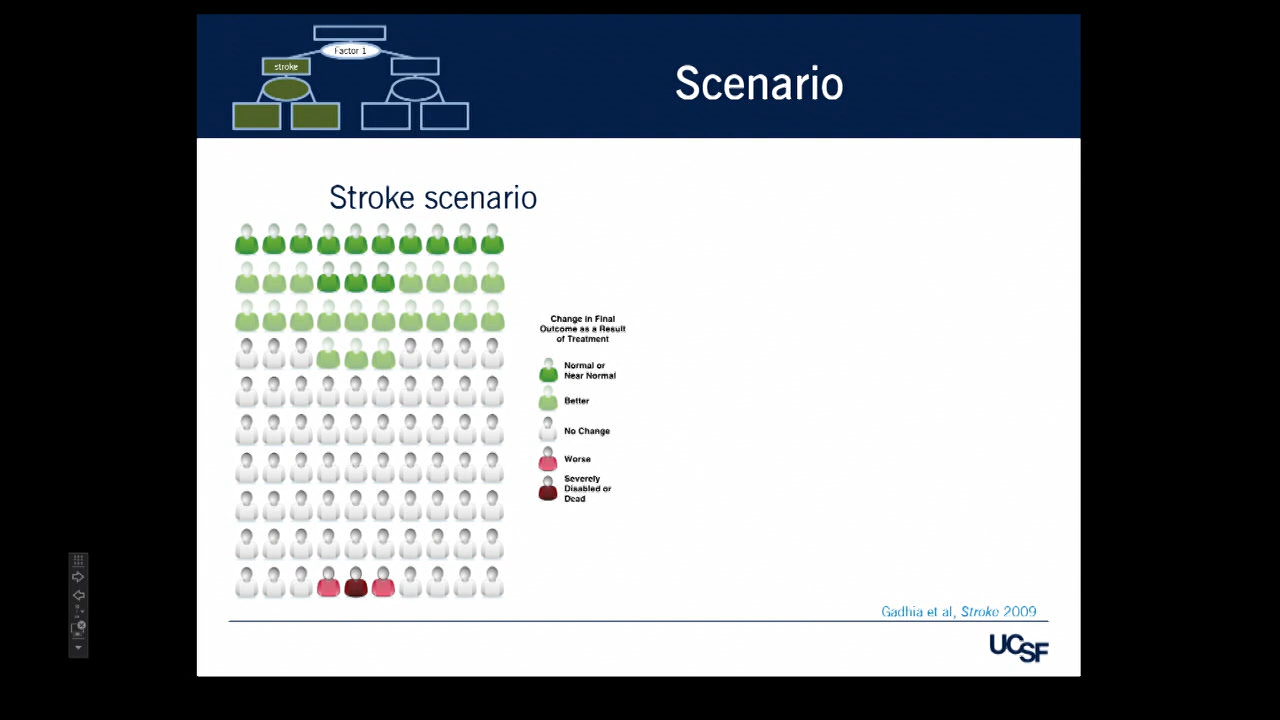 Factor 1
stroke
Scenario
Stroke scenario
Change in Final
Outcome as a Result
of Treatment
Normal or
Near Normal
Better
No Change
Worse
Severely
Disabled or
Dead
Gadhia et al, Stroke 2009
UCSF